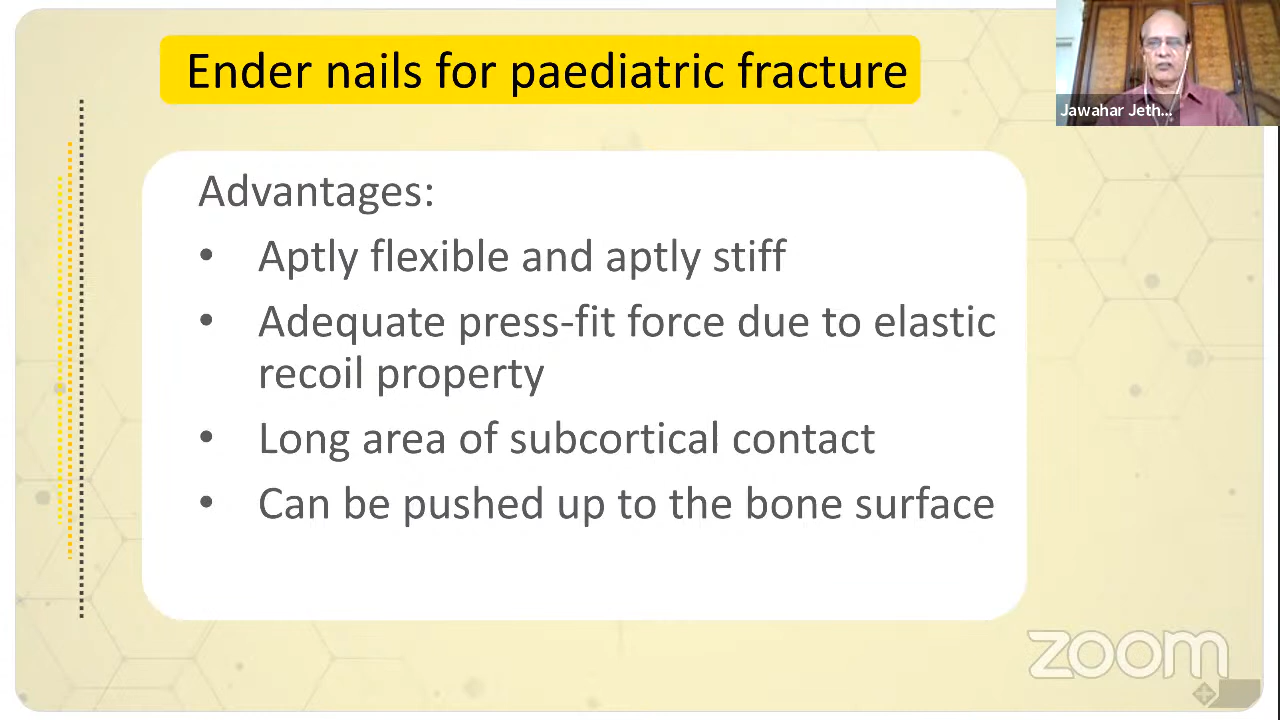 Ender nails for paediatric fracture
Jawahar Jeth...
Advantages:
• Aptly flexible and aptly stiff
• Adequate press-fit force due to elastic
recoil property
• Long area of subcortical contact
• Can be pushed up to the bone surface
zoom